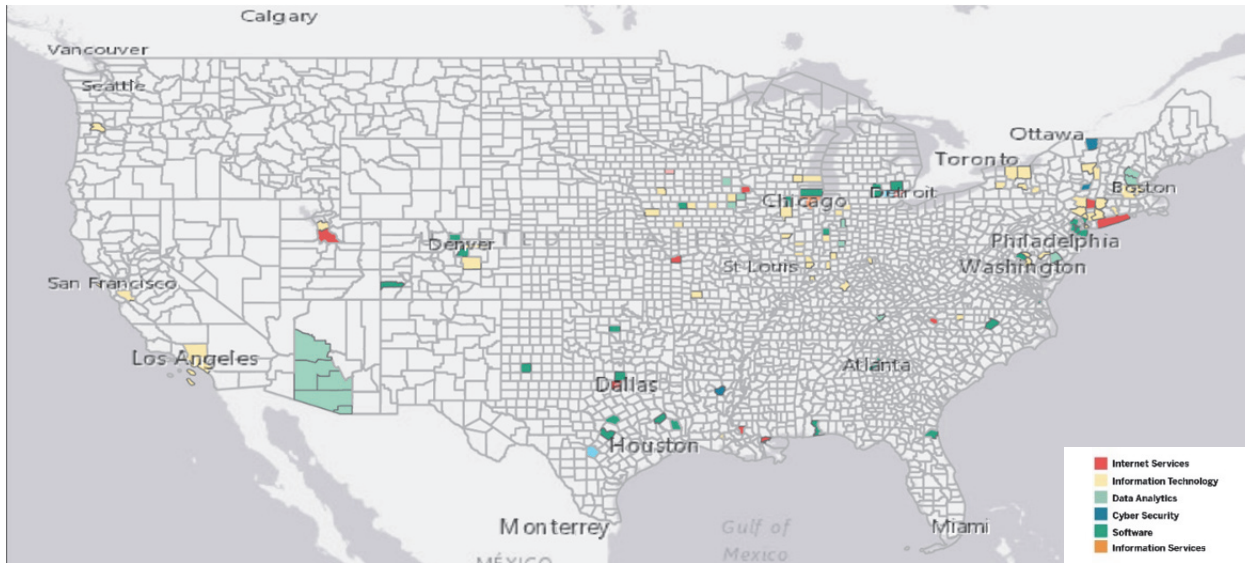 Calgary
Vancouver
Seattle
Ottawa
Toronto
Boston
Chicago
Detroit
Denver
Philadelphia
St Louis
Washington
San Francisco
Los Angeles
Atlanta
Dallas
Houston
Monterrey
Gulf of
Mexico
Miami
MÉXICO
Internet Services
Information Technology
Data Analytics
Cyber Security
Software
Information Services